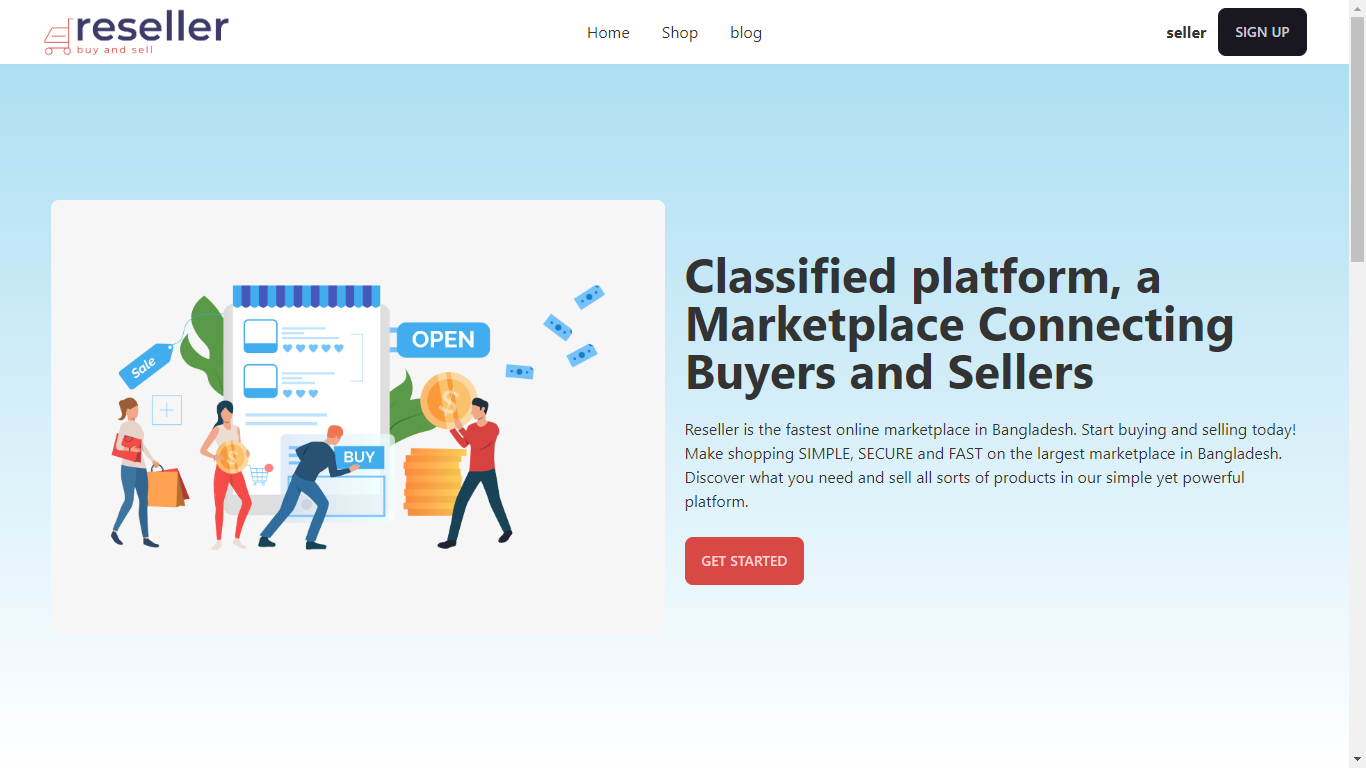 reseller
buy and sell
Home
Shop
blog
seller
SIGN UP
Sale
OPEN
BUY
Classified platform, a
Marketplace Connecting
Buyers and Sellers
Reseller is the fastest online marketplace in Bangladesh. Start buying and selling today!
Make shopping SIMPLE, SECURE and FAST on the largest marketplace in Bangladesh.
Discover what you need and sell all sorts of products in our simple yet powerful
platform.
GET STARTED